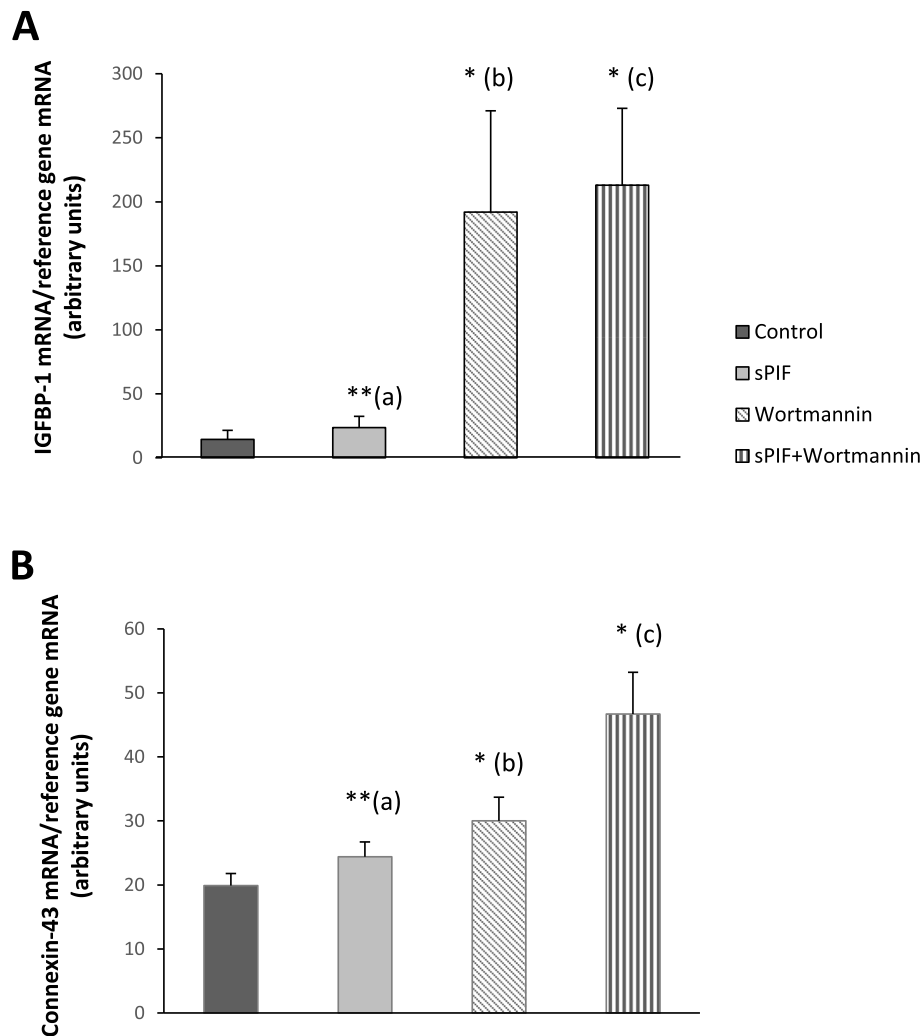 A
IGFBP-1 mRNA/reference gene mRNA
(arbitrary units)
300
250
200
150
100
50
0
**(a)
* (b)
* (c)
Control
sPIF
Wortmannin
sPIF+Wortmannin
B
Connexin-43 mRNA/reference gene mRNA
(arbitrary units)
60
50
40
30
20
10
0
**(a)
* (b)
* (c)